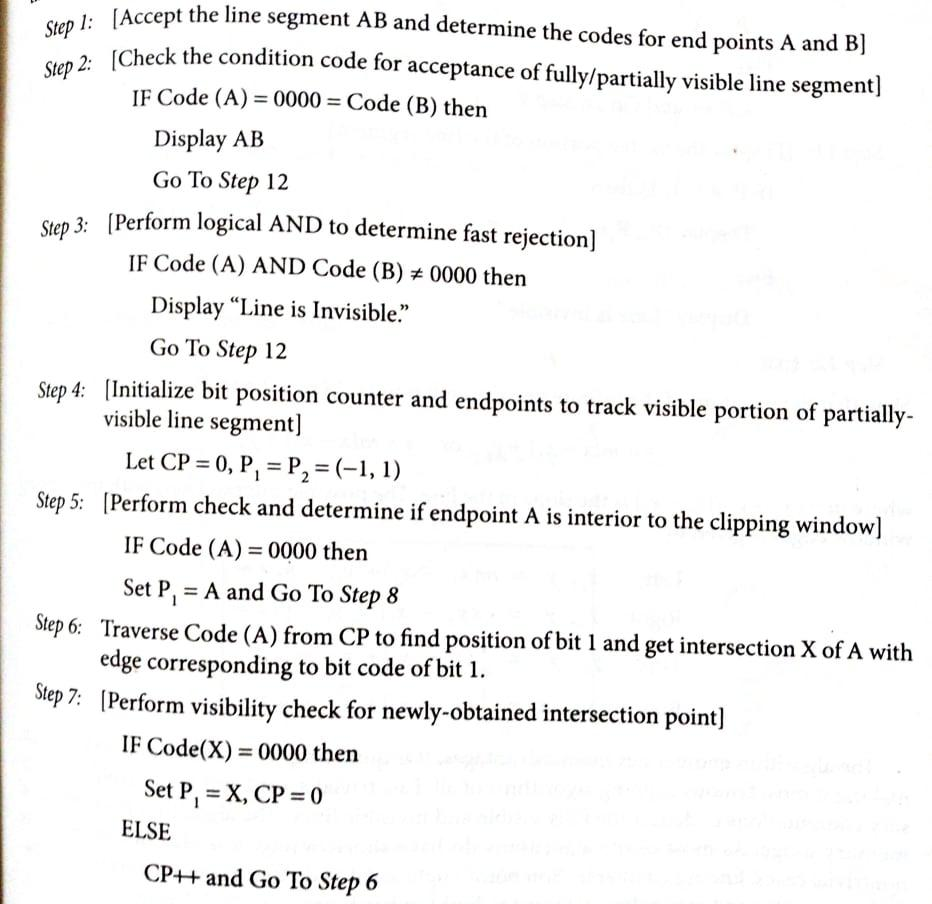 Step 1: [Accept the line segment AB and determine the codes for end points A and B]
Step 2: [Check the condition code for acceptance of fully/partially visible line segment]
IF Code (A) = 0000 = Code (B) then
Display AB
Go To Step 12
Step 3: [Perform logical AND to determine fast rejection]
IF Code (A) AND Code (B) ≠ 0000 then
Display “Line is Invisible.”
Go To Step 12
Step 4: [Initialize bit position counter and endpoints to track visible portion of partially-
visible line segment]
Let CP = 0, P₁ = P₂ = (−1, 1)
Step 5: [Perform check and determine if endpoint A is interior to the clipping window]
IF Code (A) = 0000 then
Set P₁ = A and Go To Step 8
Step 6: Traverse Code (A) from CP to find position of bit 1 and get intersection X of A with
edge corresponding to bit code of bit 1.
Step 7: [Perform visibility check for newly-obtained intersection point]
IF Code(X) = 0000 then
Set P₁ = X, CP = 0
ELSE
CP++ and Go To Step 6